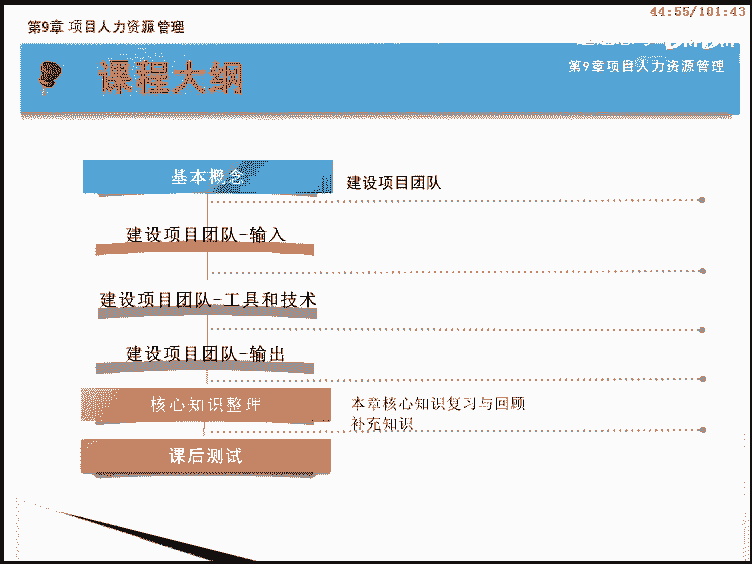 44:55/101:43
第9章 项目人力资源管理
课程大纲
第9章项目人力资源管理
基本概念
建设项目团队
建设项目团队-输入
建设项目团队-工具和技术
建设项目团队-输出
核心知识整理
本章核心知识复习与回顾
补充知识
课后测试